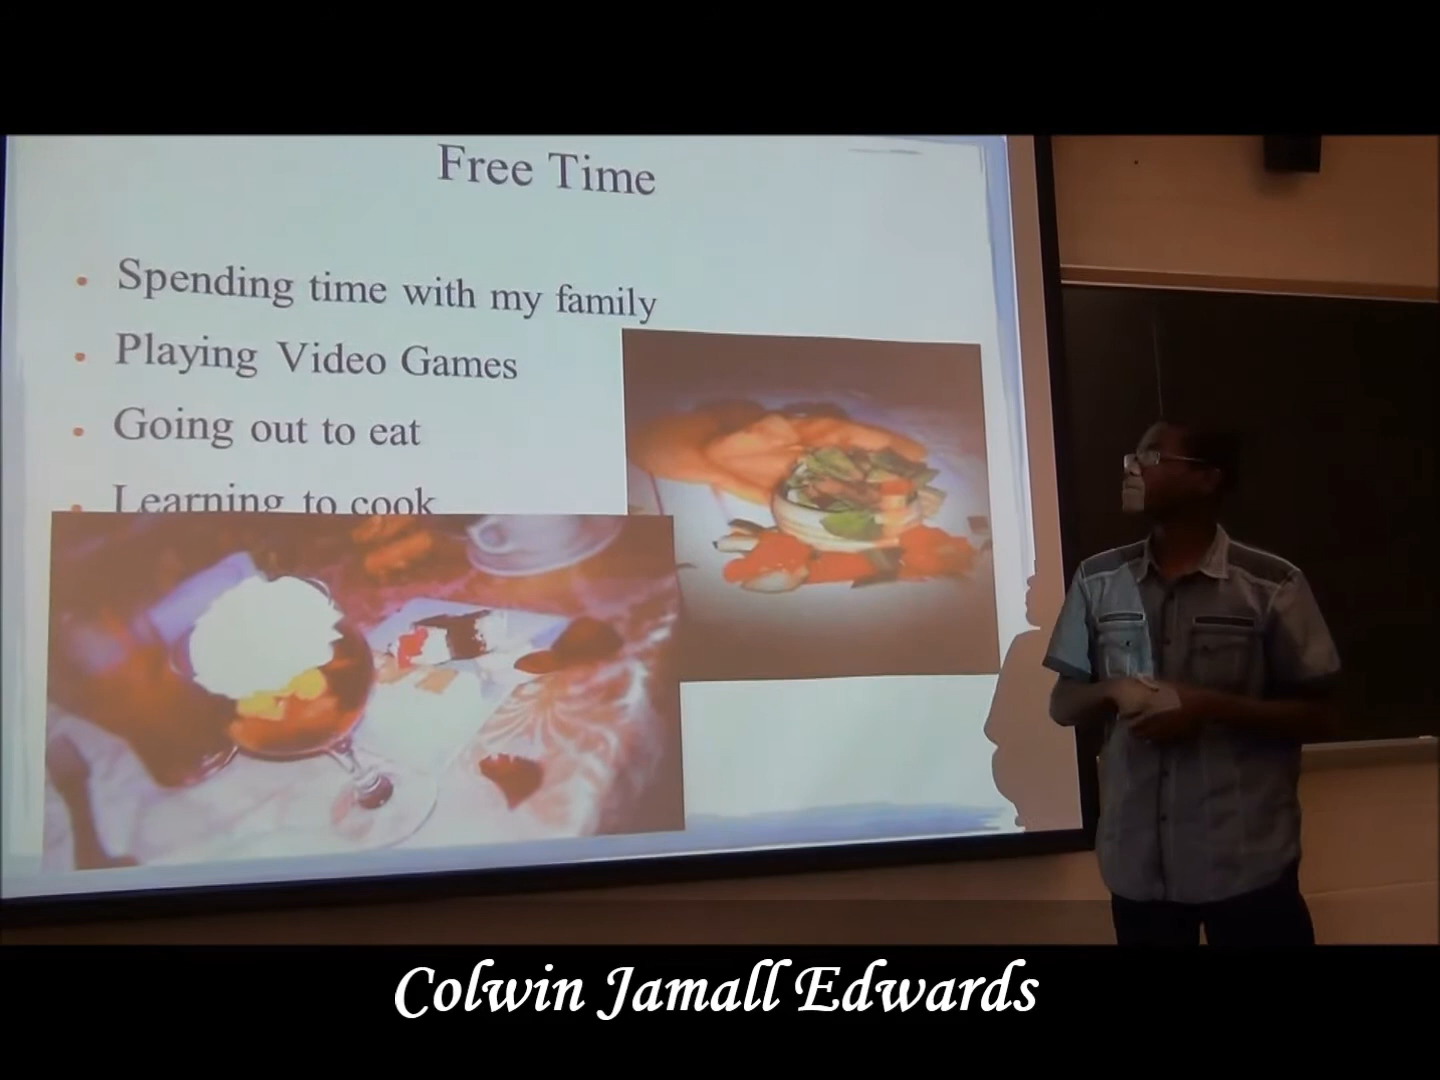 Free Time
Spending time with my family
Playing Video Games
Going out to eat
Learning to cook
Colwin Jamall Edwards